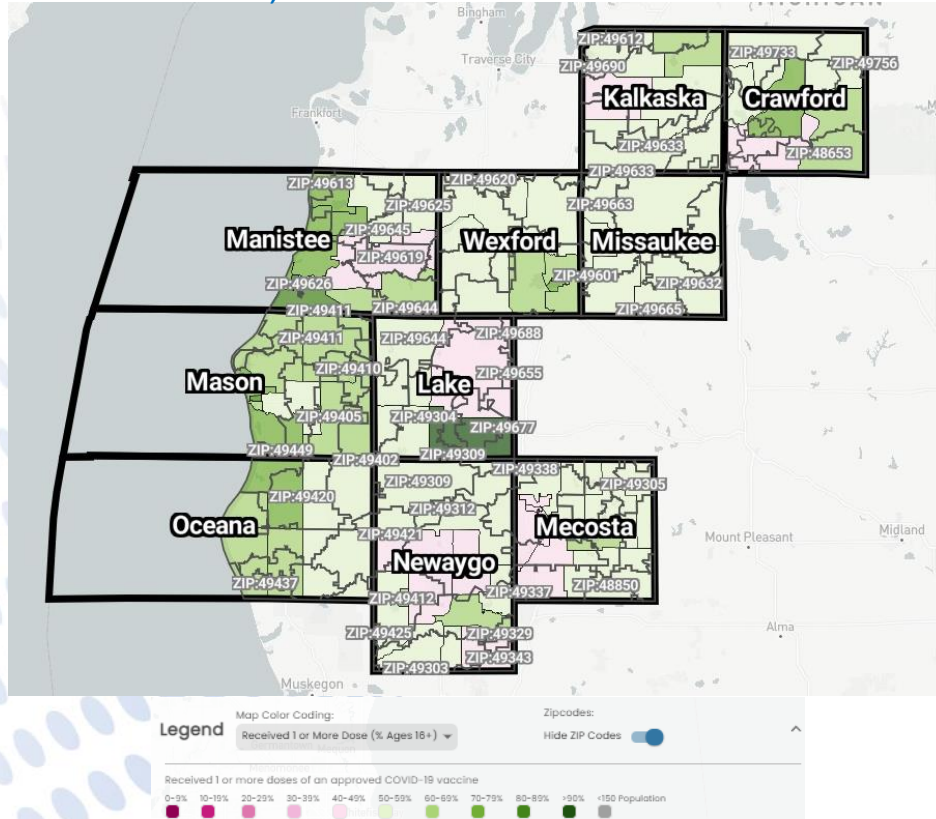 Bingham
MICHIGAN
Traverse City
Frankfort
ZIP:49612
ZIP:49690
Kalkaska
ZIP:49633
ZIP:49633
ZIP:49733
ZIP:49756
Crawford
ZIP:48653
ZIP:49613
ZIP:49625
ZIP:49645
Manistee
ZIP:49619
ZIP:49626
ZIP:49644
ZIP:49620
Wexford
ZIP:49663
Missaukee
ZIP:49601
ZIP:49632
ZIP:49665
ZIP:49411
ZIP:49411
ZIP:49410
Mason
ZIP:49405
ZIP:49449
ZIP:49402
ZIP:49644
ZIP:49688
ZIP:49655
Lake
ZIP:49304
ZIP:49677
ZIP:49309
ZIP:49420
Oceana
ZIP:49437
ZIP:49309
ZIP:49312
ZIP:49421
Newaygo
ZIP:49412
ZIP:49337
ZIP:49425
ZIP:49329
ZIP:49343
ZIP:49303
ZIP:49338
ZIP:49305
Mecosta
ZIP:48850
Mount Pleasant
Midland
Alma
Muskegon
Legend
Map Color Coding:
Received 1 or More Dose (% Ages 16+)
Zipcodes:
Hide ZIP Codes
Received 1 or more doses of an approved COVID-19 vaccine
0-9% 10-19% 20-29% 30-39% 40-49% 50-59% 60-69% 70-79% 80-89% >90% <150 Population